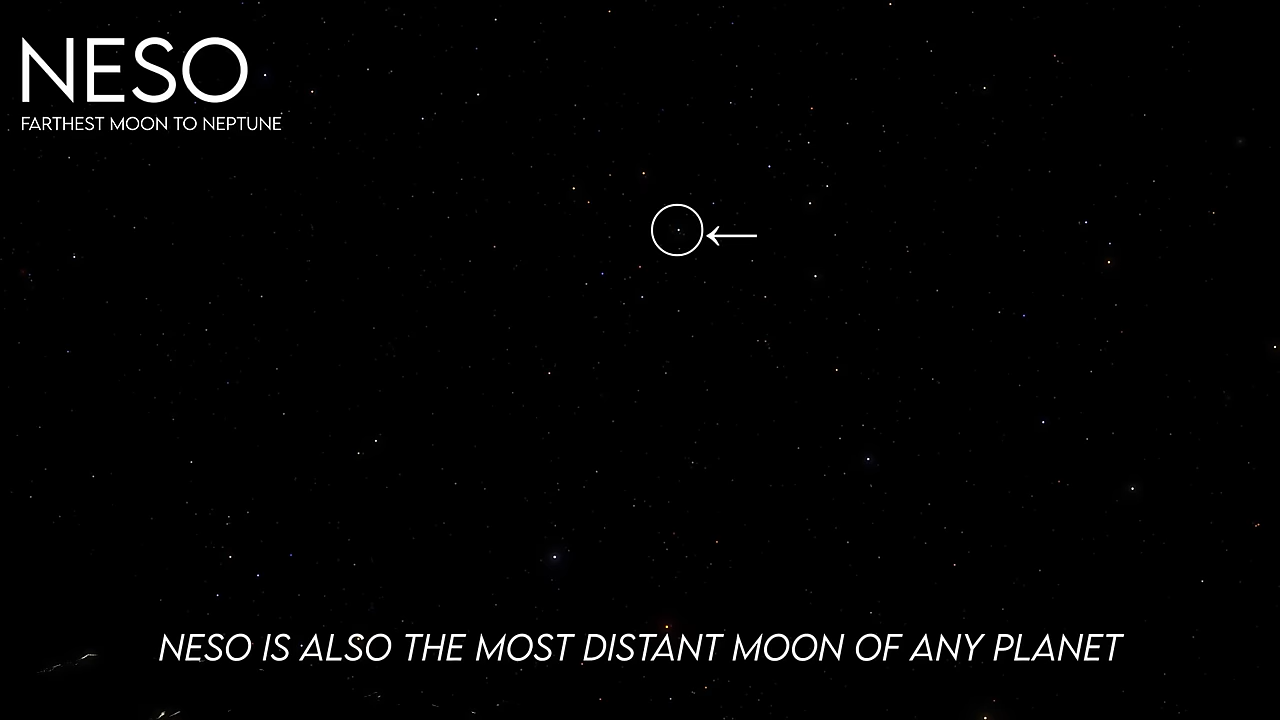 NESO
FARTHEST MOON TO NEPTUNE
NESO IS ALSO THE MOST DISTANT MOON OF ANY PLANET